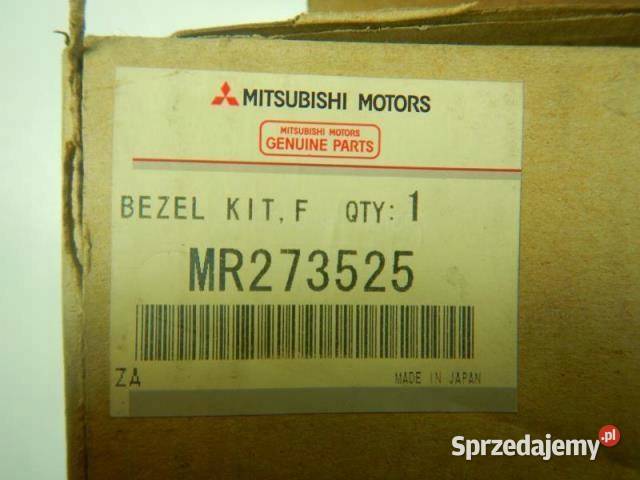 MITSUBISHI MOTORS
MITSUBISHI MOTORS
GENUINE PARTS
BEZEL KIT,F QTY: 1
MR273525
ZA MADE IN JAPAN
Sprzedajemy.pl